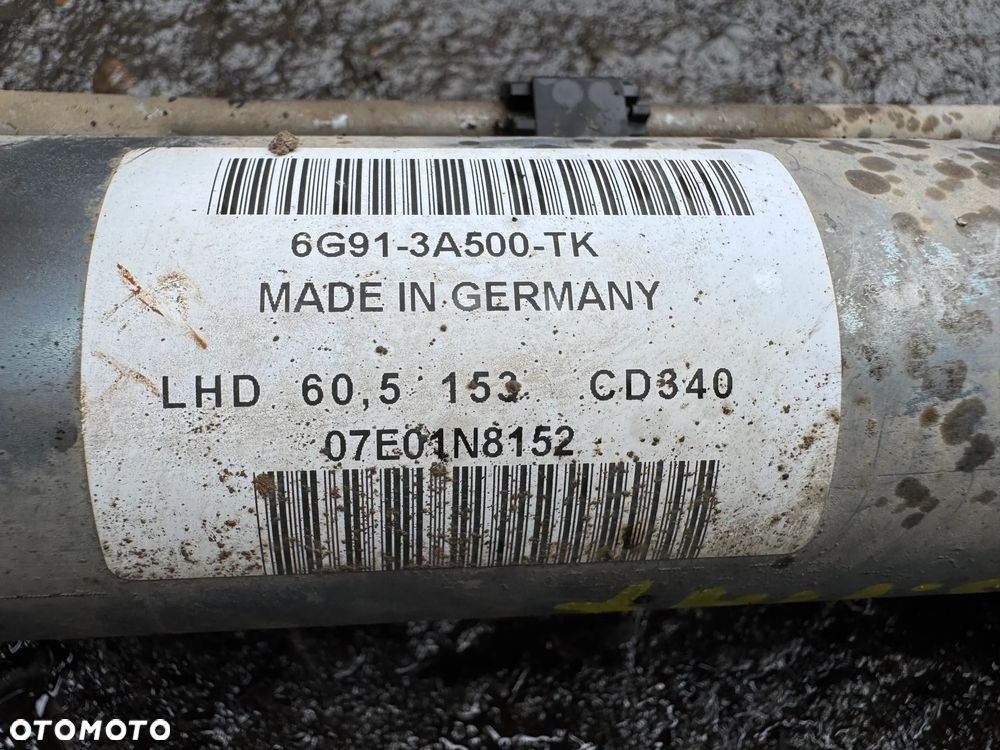 6G91-3A500-TK
MADE IN GERMANY
LHD 60,5 153 CD340
07E01N8152
OTOMOTO